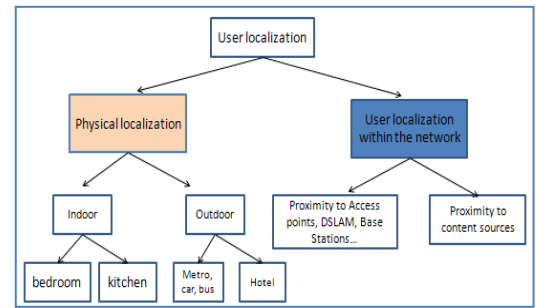 User localization
Physical localization
User localization
within the network
Indoor
Outdoor
Proximity to Access
points, DSLAM, Base
Stations...
Proximity to
content sources
bedroom
kitchen
Metro,
car, bus
Hotel